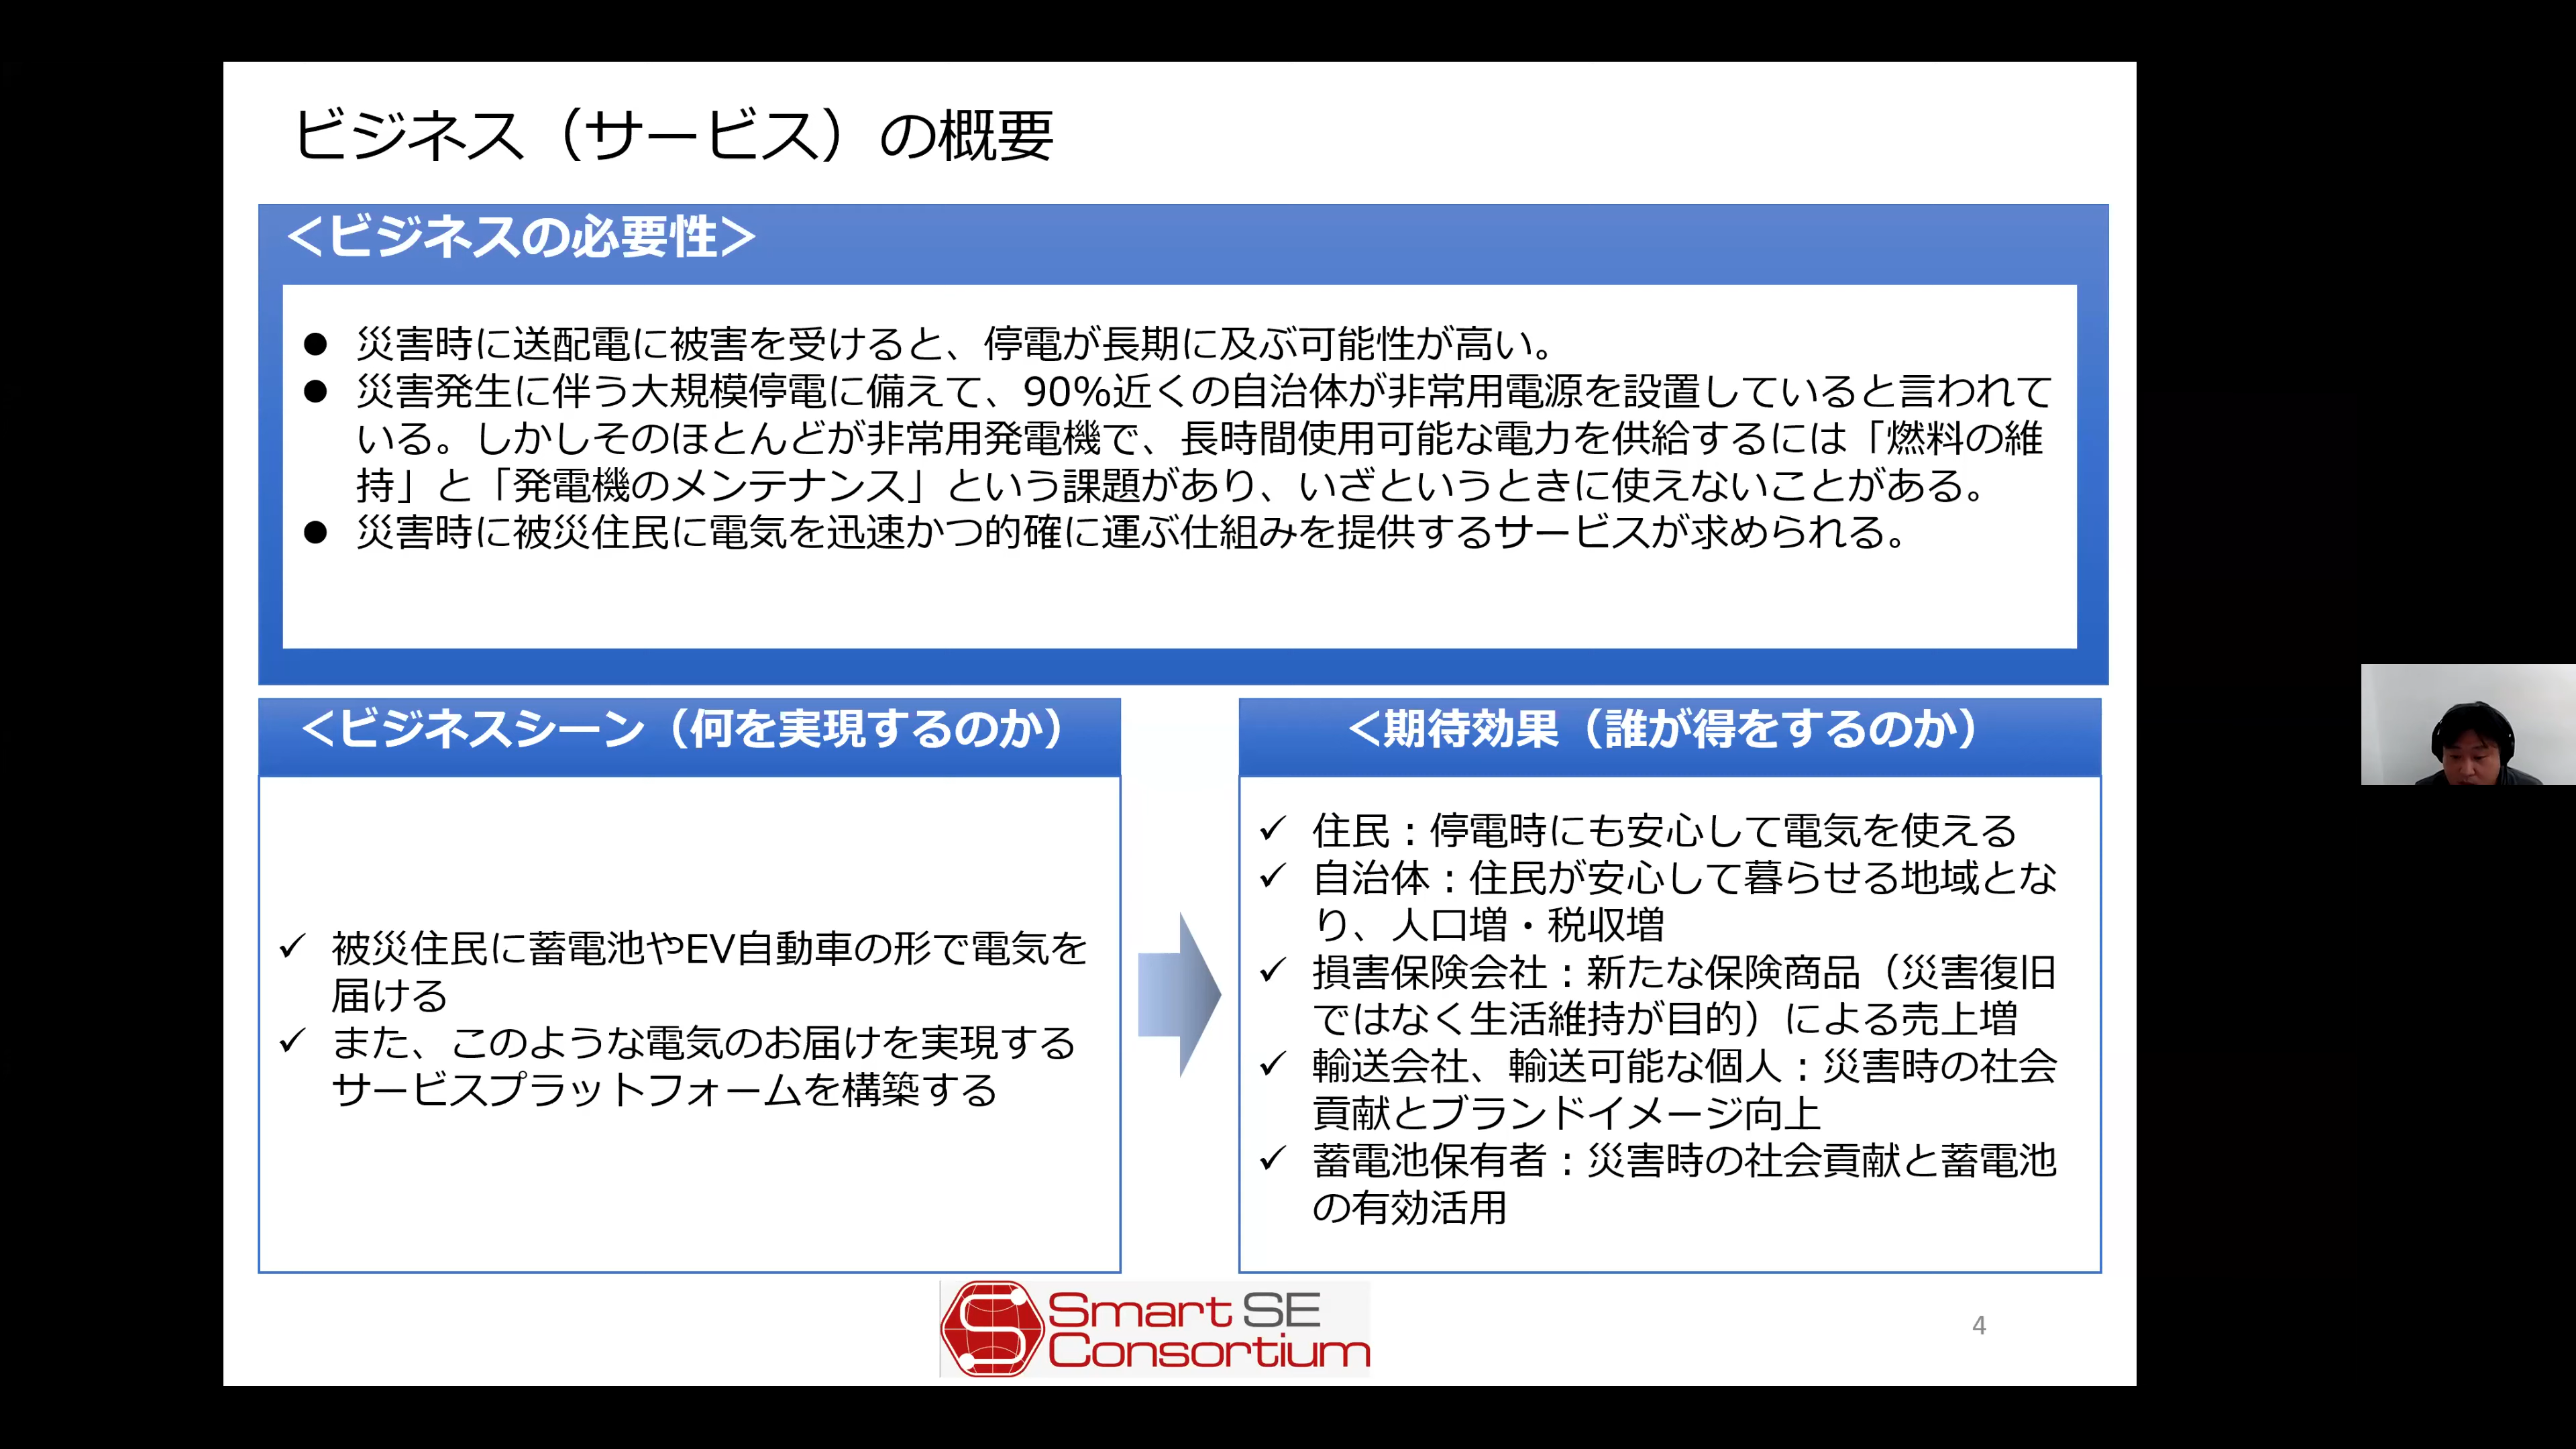 ビジネス（サービス）の概要
＜ビジネスの必要性＞
● 災害時に送配電に被害を受けると、停電が長期に及ぶ可能性が高い。
● 災害発生に伴う大規模停電に備えて、90%近くの自治体が非常用電源を設置していると言われて
いる。しかしそのほとんどが非常用発電機で、長時間使用可能な電力を供給するには「燃料の維
持」と「発電機のメンテナンス」という課題があり、いざというときに使えないことがある。
● 災害時に被災住民に電気を迅速かつ的確に運ぶ仕組みを提供するサービスが求められる。
＜ビジネスシーン（何を実現するのか）
✓ 被災住民に蓄電池やEV自動車の形で電気を
届ける
✓ また、このような電気のお届けを実現する
サービスプラットフォームを構築する
＜期待効果（誰が得をするのか）
✓ 住民：停電時にも安心して電気を使える
✓ 自治体：住民が安心して暮らせる地域とな
り、人口増・税収増
✓ 損害保険会社：新たな保険商品（災害復旧
ではなく生活維持が目的）による売上増
✓ 輸送会社、輸送可能な個人：災害時の社会
貢献とブランドイメージ向上
✓ 蓄電池保有者：災害時の社会貢献と蓄電池
の有効活用
Smart SE
Consortium
4